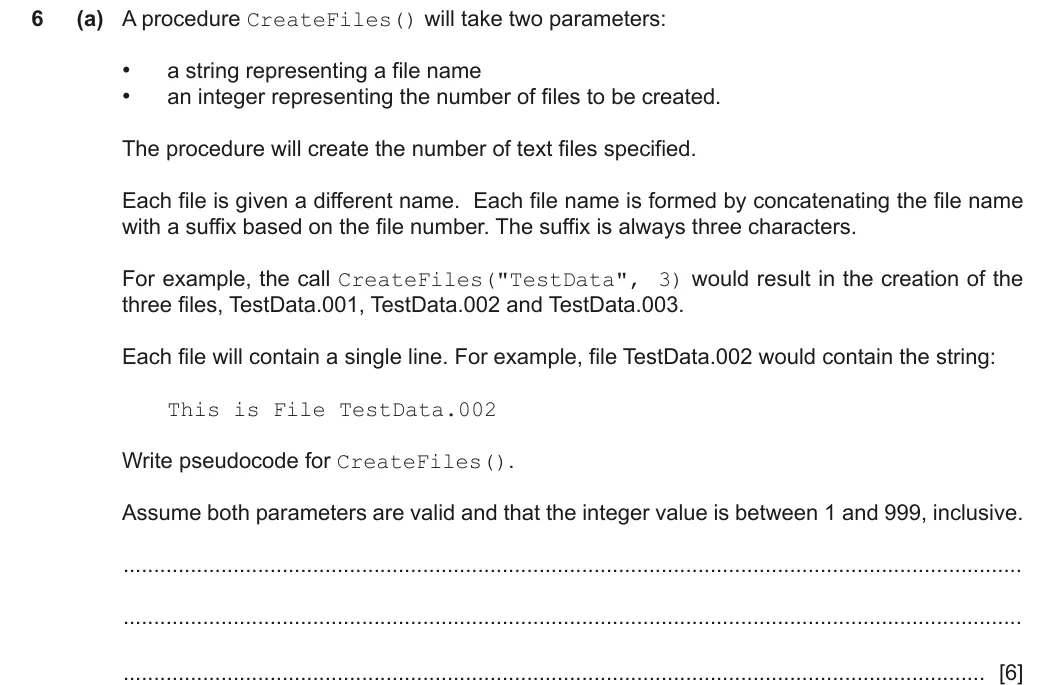 6 (a) A procedure CreateFiles() will take two parameters:
• a string representing a file name
• an integer representing the number of files to be created.
The procedure will create the number of text files specified.
Each file is given a different name. Each file name is formed by concatenating the file name
with a suffix based on the file number. The suffix is always three characters.
For example, the call CreateFiles("TestData", 3) would result in the creation of the
three files, TestData.001, TestData.002 and TestData.003.
Each file will contain a single line. For example, file TestData.002 would contain the string:
This is File TestData.002
Write pseudocode for CreateFiles().
Assume both parameters are valid and that the integer value is between 1 and 999, inclusive.
[6]